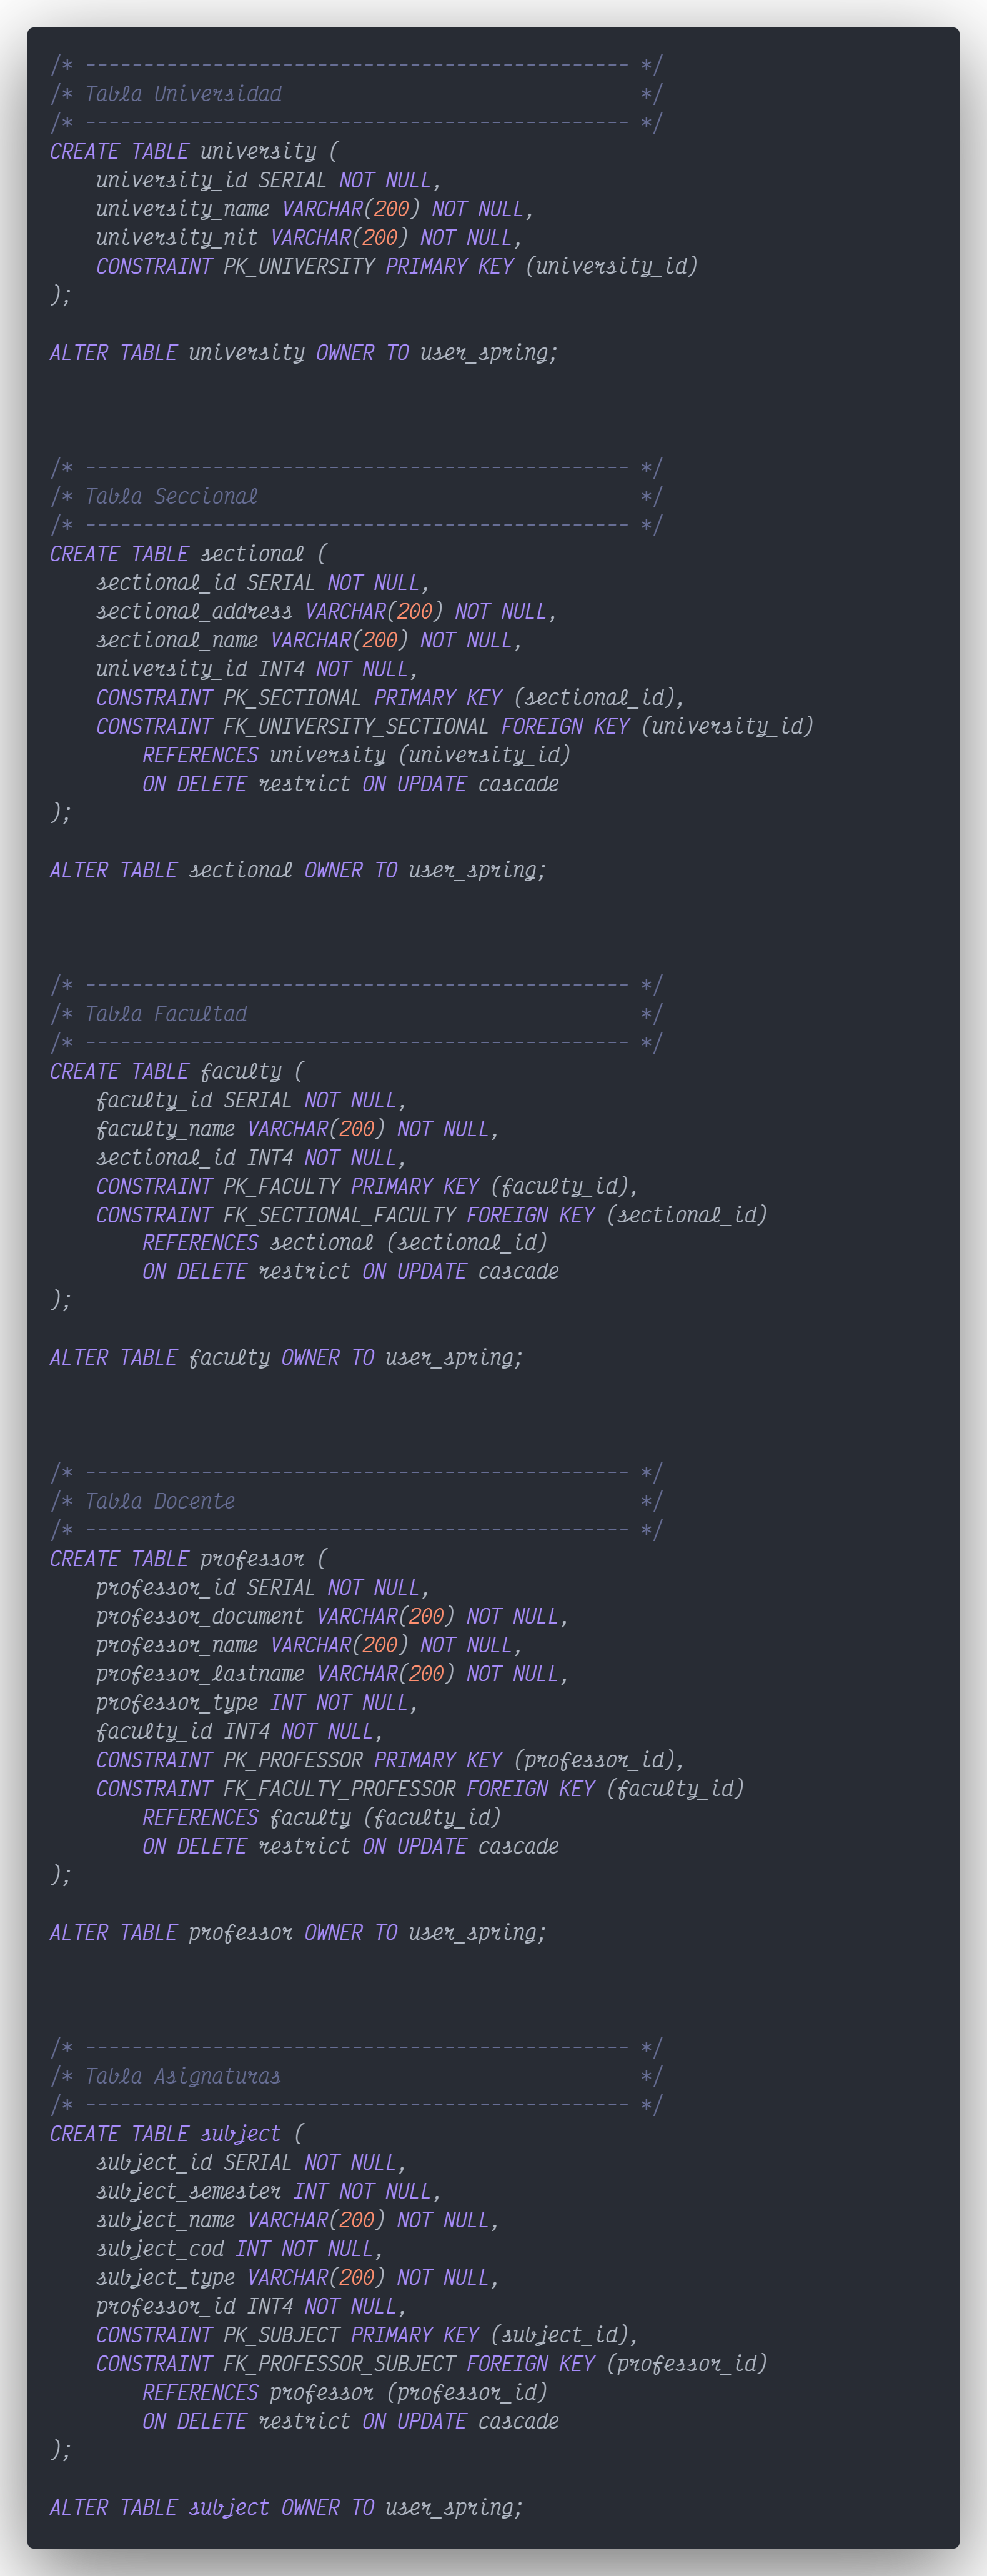 /* ----------------------------------------------- */
/* Tabla Universidad                               */
/* ----------------------------------------------- */
CREATE TABLE university (
    university_id SERIAL NOT NULL,
    university_name VARCHAR(200) NOT NULL,
    university_nit VARCHAR(200) NOT NULL,
    CONSTRAINT PK_UNIVERSITY PRIMARY KEY (university_id)
);

ALTER TABLE university OWNER TO user_spring;



/* ----------------------------------------------- */
/* Tabla Seccional                                 */
/* ----------------------------------------------- */
CREATE TABLE sectional (
    sectional_id SERIAL NOT NULL,
    sectional_address VARCHAR(200) NOT NULL,
    sectional_name VARCHAR(200) NOT NULL,
    university_id INT4 NOT NULL,
    CONSTRAINT PK_SECTIONAL PRIMARY KEY (sectional_id),
    CONSTRAINT FK_UNIVERSITY_SECTIONAL FOREIGN KEY (university_id)
        REFERENCES university (university_id)
        ON DELETE restrict ON UPDATE cascade
);

ALTER TABLE sectional OWNER TO user_spring;



/* ----------------------------------------------- */
/* Tabla Facultad                                  */
/* ----------------------------------------------- */
CREATE TABLE faculty (
    faculty_id SERIAL NOT NULL,
    faculty_name VARCHAR(200) NOT NULL,
    sectional_id INT4 NOT NULL,
    CONSTRAINT PK_FACULTY PRIMARY KEY (faculty_id),
    CONSTRAINT FK_SECTIONAL_FACULTY FOREIGN KEY (sectional_id)
        REFERENCES sectional (sectional_id)
        ON DELETE restrict ON UPDATE cascade
);

ALTER TABLE faculty OWNER TO user_spring;



/* ----------------------------------------------- */
/* Tabla Docente                                   */
/* ----------------------------------------------- */
CREATE TABLE professor (
    professor_id SERIAL NOT NULL,
    professor_document VARCHAR(200) NOT NULL,
    professor_name VARCHAR(200) NOT NULL,
    professor_lastname VARCHAR(200) NOT NULL,
    professor_type INT NOT NULL,
    faculty_id INT4 NOT NULL,
    CONSTRAINT PK_PROFESSOR PRIMARY KEY (professor_id),
    CONSTRAINT FK_FACULTY_PROFESSOR FOREIGN KEY (faculty_id)
        REFERENCES faculty (faculty_id)
        ON DELETE restrict ON UPDATE cascade
);

ALTER TABLE professor OWNER TO user_spring;



/* ----------------------------------------------- */
/* Tabla Asignaturas                               */
/* ----------------------------------------------- */
CREATE TABLE subject (
    subject_id SERIAL NOT NULL,
    subject_semester INT NOT NULL,
    subject_name VARCHAR(200) NOT NULL,
    subject_cod INT NOT NULL,
    subject_type VARCHAR(200) NOT NULL,
    professor_id INT4 NOT NULL,
    CONSTRAINT PK_SUBJECT PRIMARY KEY (subject_id),
    CONSTRAINT FK_PROFESSOR_SUBJECT FOREIGN KEY (professor_id)
        REFERENCES professor (professor_id)
        ON DELETE restrict ON UPDATE cascade
);

ALTER TABLE subject OWNER TO user_spring;